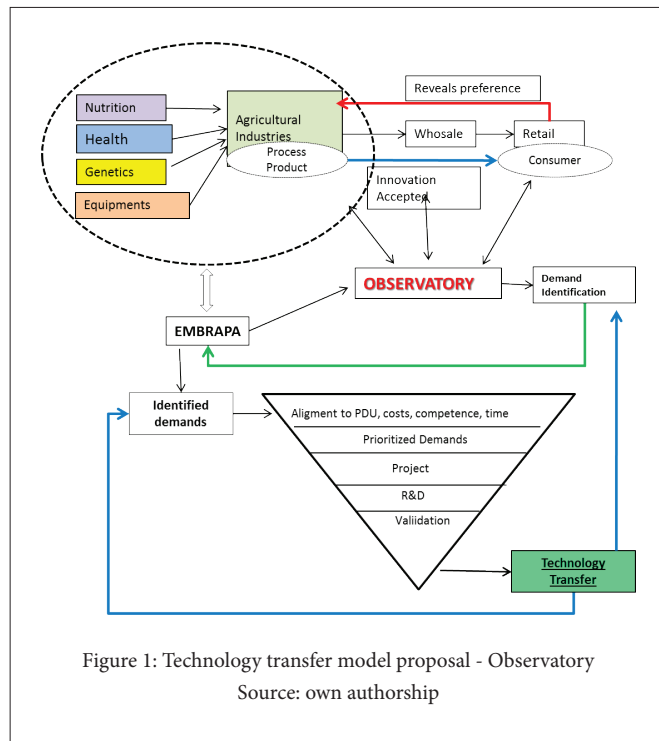 Reveals preference
Nutrition
Agricultural
Industries
Health
Whosale
Retail
Process
Product
Consumer
Genetics
Innovation
Accepted
Equipments
OBSERVATORY
Demand
Identification
EMBRAPA
Identified
demands
Aligment to PDU, costs, competence, time
Prioritized Demands
Project
R&D
Valiidation
Technology
Transfer
Figure 1: Technology transfer model proposal - Observatory
Source: own authorship